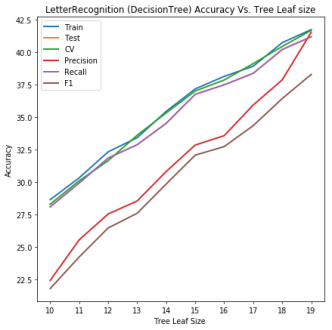 LetterRecognition (DecisionTree) Accuracy Vs. Tree Leaf size
42.5
40.0
37.5
35.0
32.5
30.0
27.5
25.0
22.5
Accuracy
Train
Test
CV
Precision
Recall
F1
10 11 12 13 14 15 16 17 18 19
Tree Leaf Size